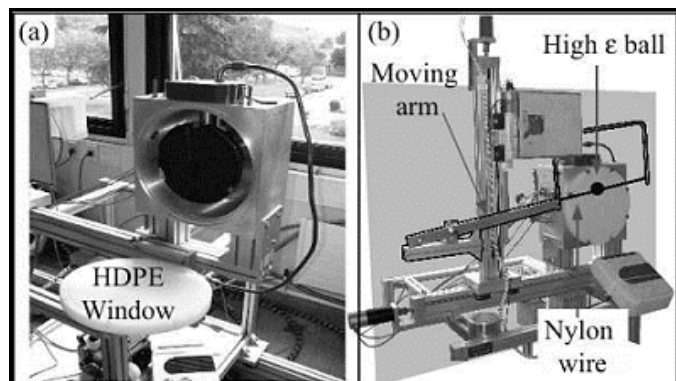 (a)
HDPE
Window
(b)
High ε ball
Moving
arm
Nylon
wire